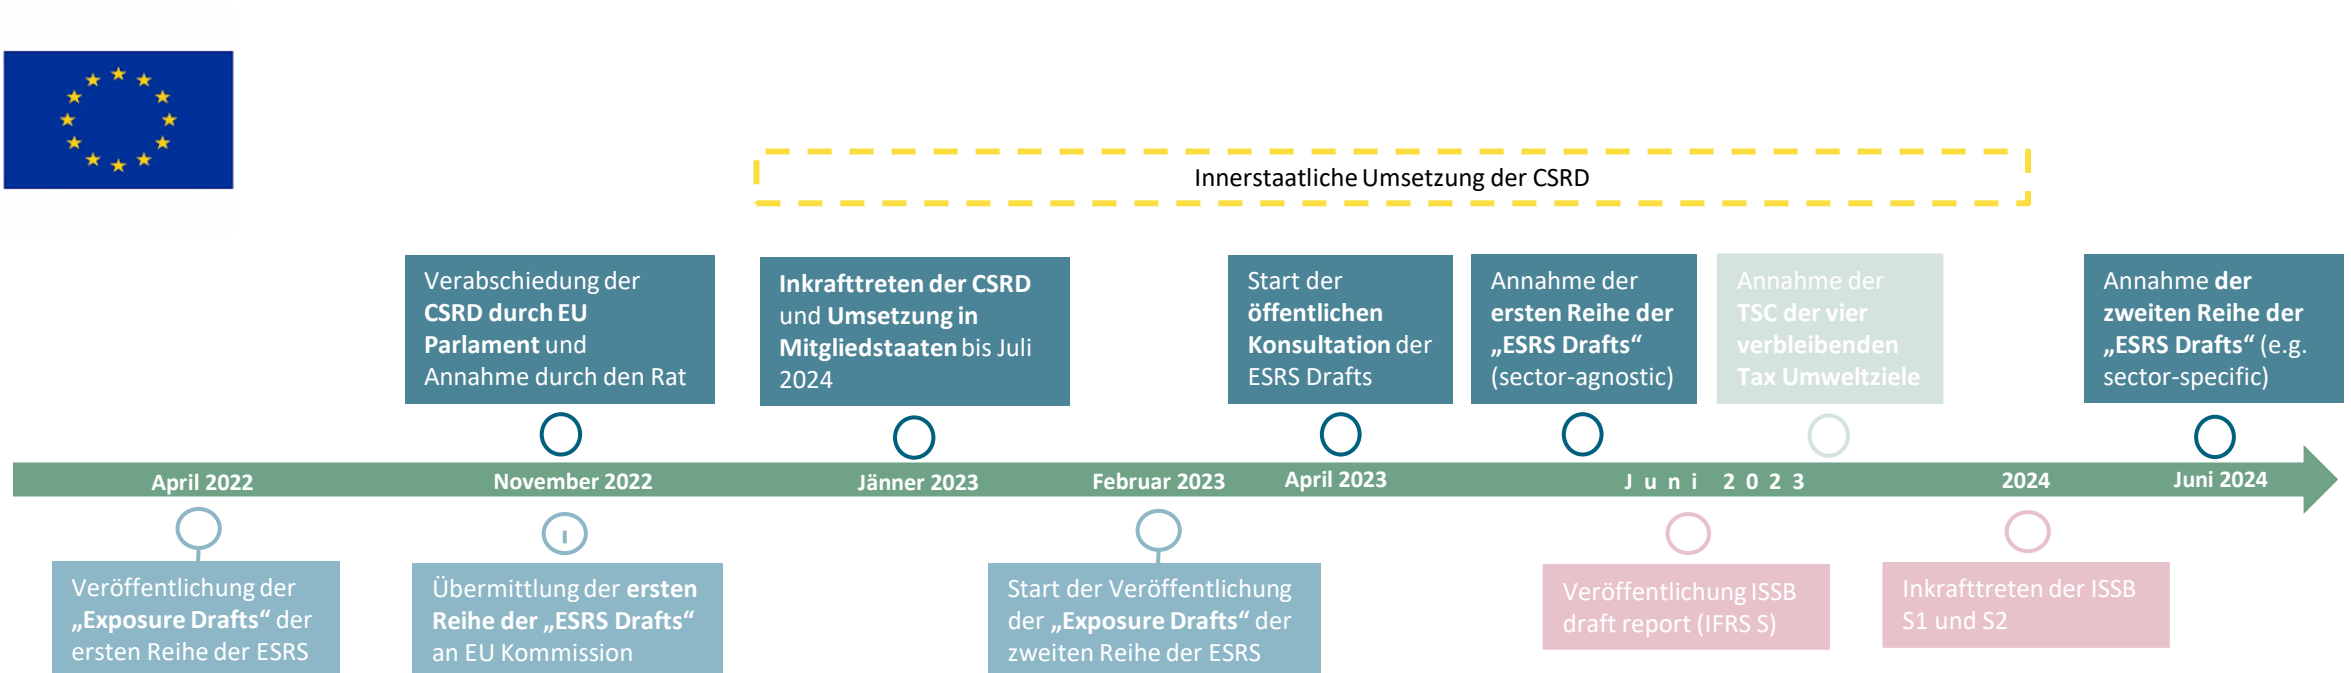 Innerstaatliche Umsetzung der CSRD
Verabschiedung der
CSRD durch EU
Parlament und
Annahme durch den Rat
Inkrafttreten der CSRD
und Umsetzung in
Mitgliedstaaten bis Juli
2024
Start der
öffentlichen
Konsultation der
ESRS Drafts
Annahme der
ersten Reihe der
„ESRS Drafts“
(sector-agnostic)
Annahme der
TSC der vier
verbleibenden
Tax Umweltziele
Annahme der
zweiten Reihe der
„ESRS Drafts“ (e.g.
sector-specific)
April 2022
November 2022
Jänner 2023
Februar 2023
April 2023
Juni 2023
2024
Juni 2024
Veröffentlichung der
„Exposure Drafts“ der
ersten Reihe der ESRS
Übermittlung der ersten
Reihe der „ESRS Drafts“
an EU Kommission
Start der Veröffentlichung
der „Exposure Drafts“ der
zweiten Reihe der ESRS
Veröffentlichung ISSB
draft report (IFRS S)
Inkrafttreten der ISSB
S1 und S2